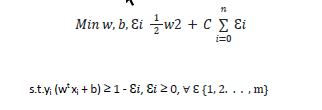 n
Min w, b, Ɛi ½w2 + C ∑ Ɛi
i=0
s.t.yᵢ (wᵗxᵢ + b) ≥ 1 - Ɛi, Ɛi ≥ 0, ∀ Ɛ {1, 2. . . , m}